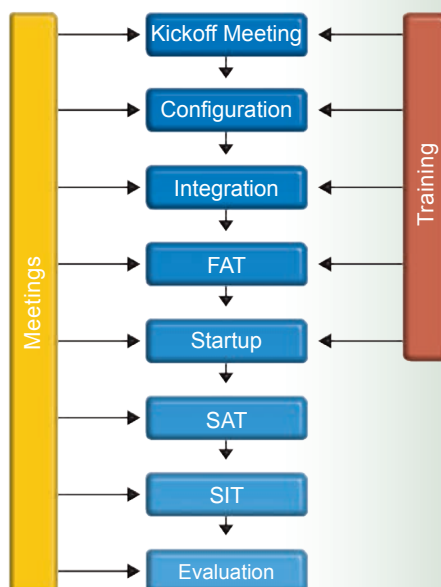 Kickoff Meeting
Configuration
Integration
FAT
Startup
SAT
SIT
Evaluation
Meetings
Training